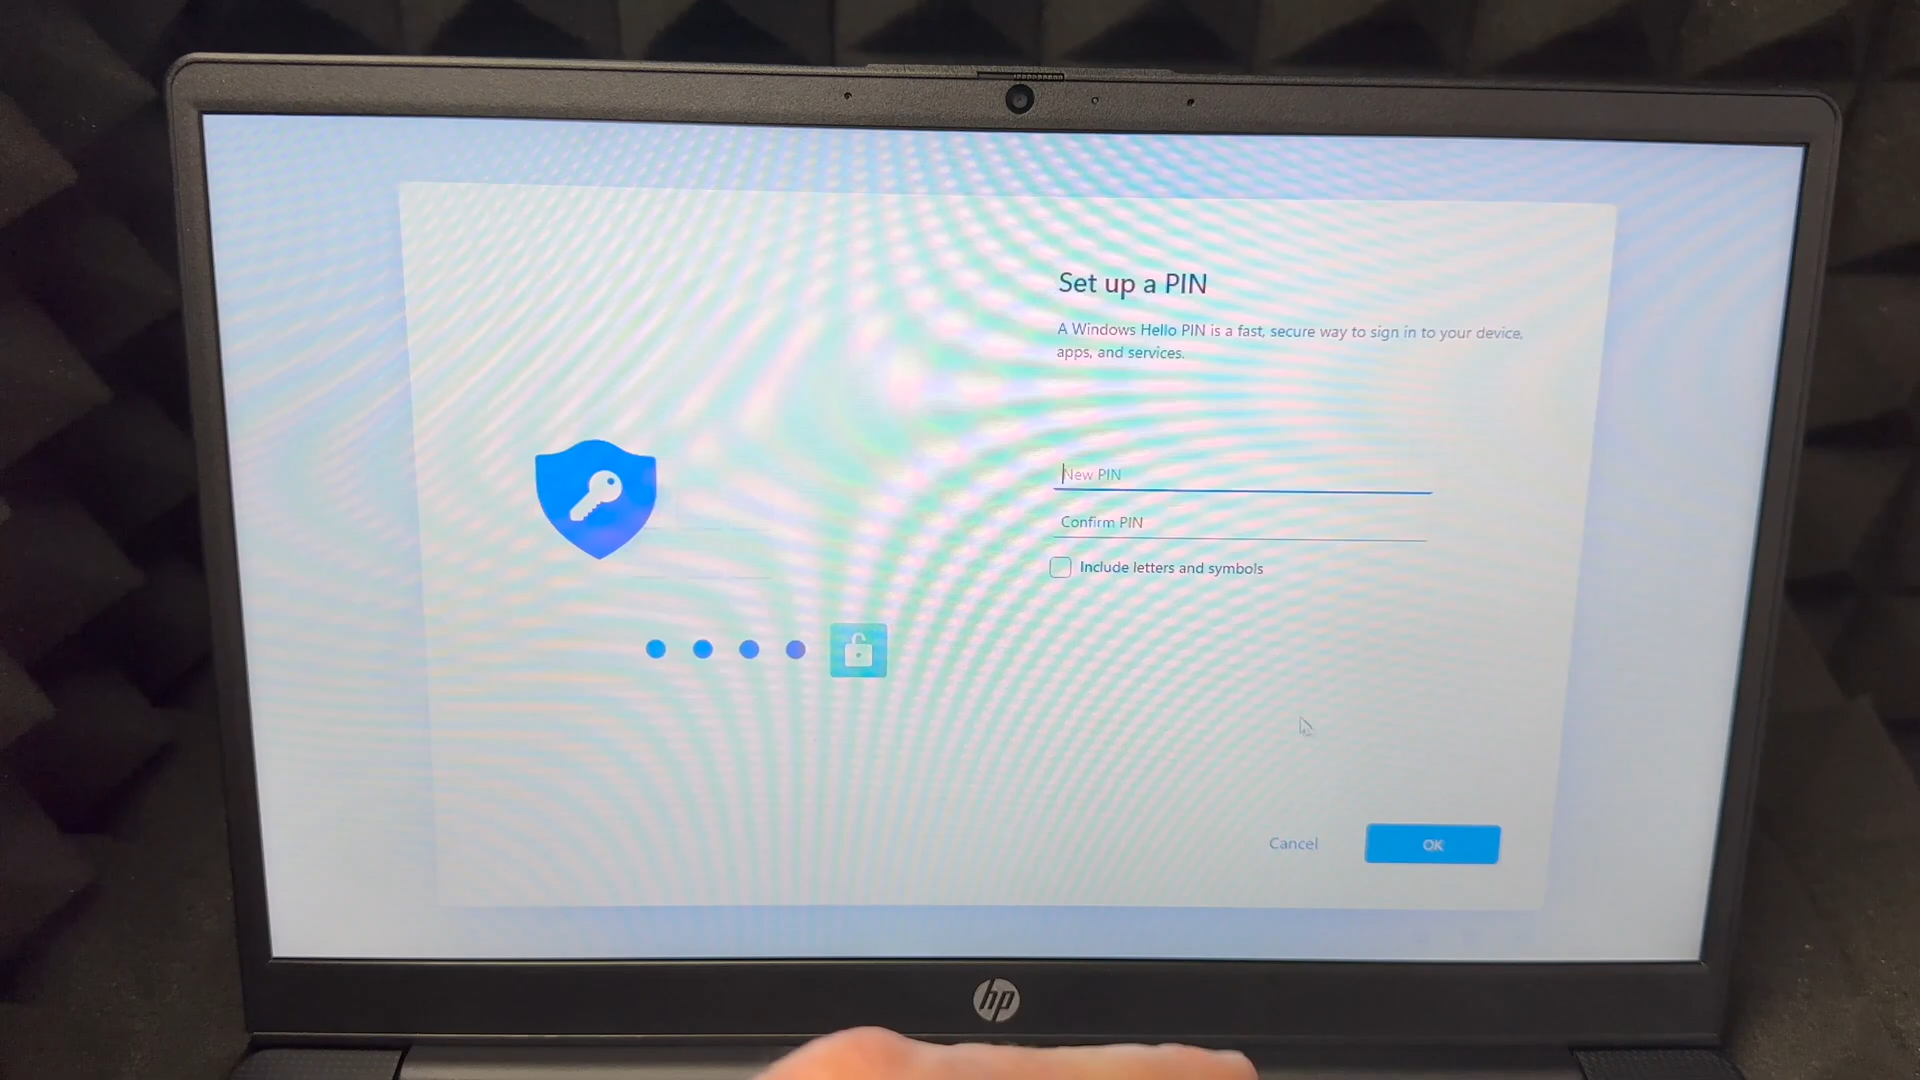 Set up a PIN
A Windows Hello PIN is a fast, secure way to sign in to your device,
apps, and services.
New PIN
Confirm PIN
Include letters and symbols
Cancel
OK
hp